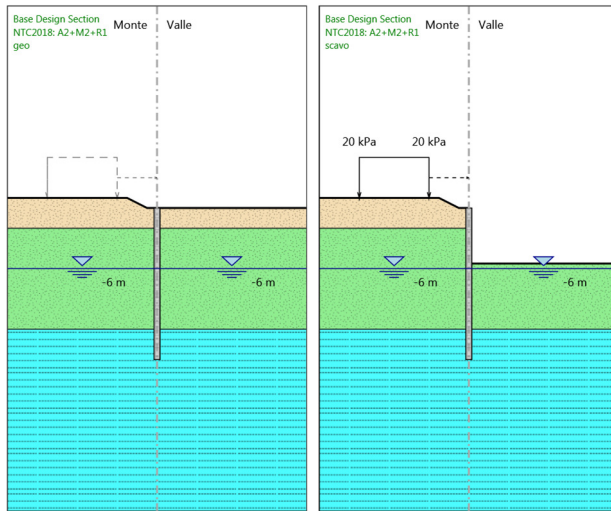 Base Design Section
NTC2018: A2+M2+R1
geo
Monte
Valle
-6 m
-6 m
Base Design Section
NTC2018: A2+M2+R1
scavo
Monte
Valle
20 kPa
20 kPa
-6 m
-6 m